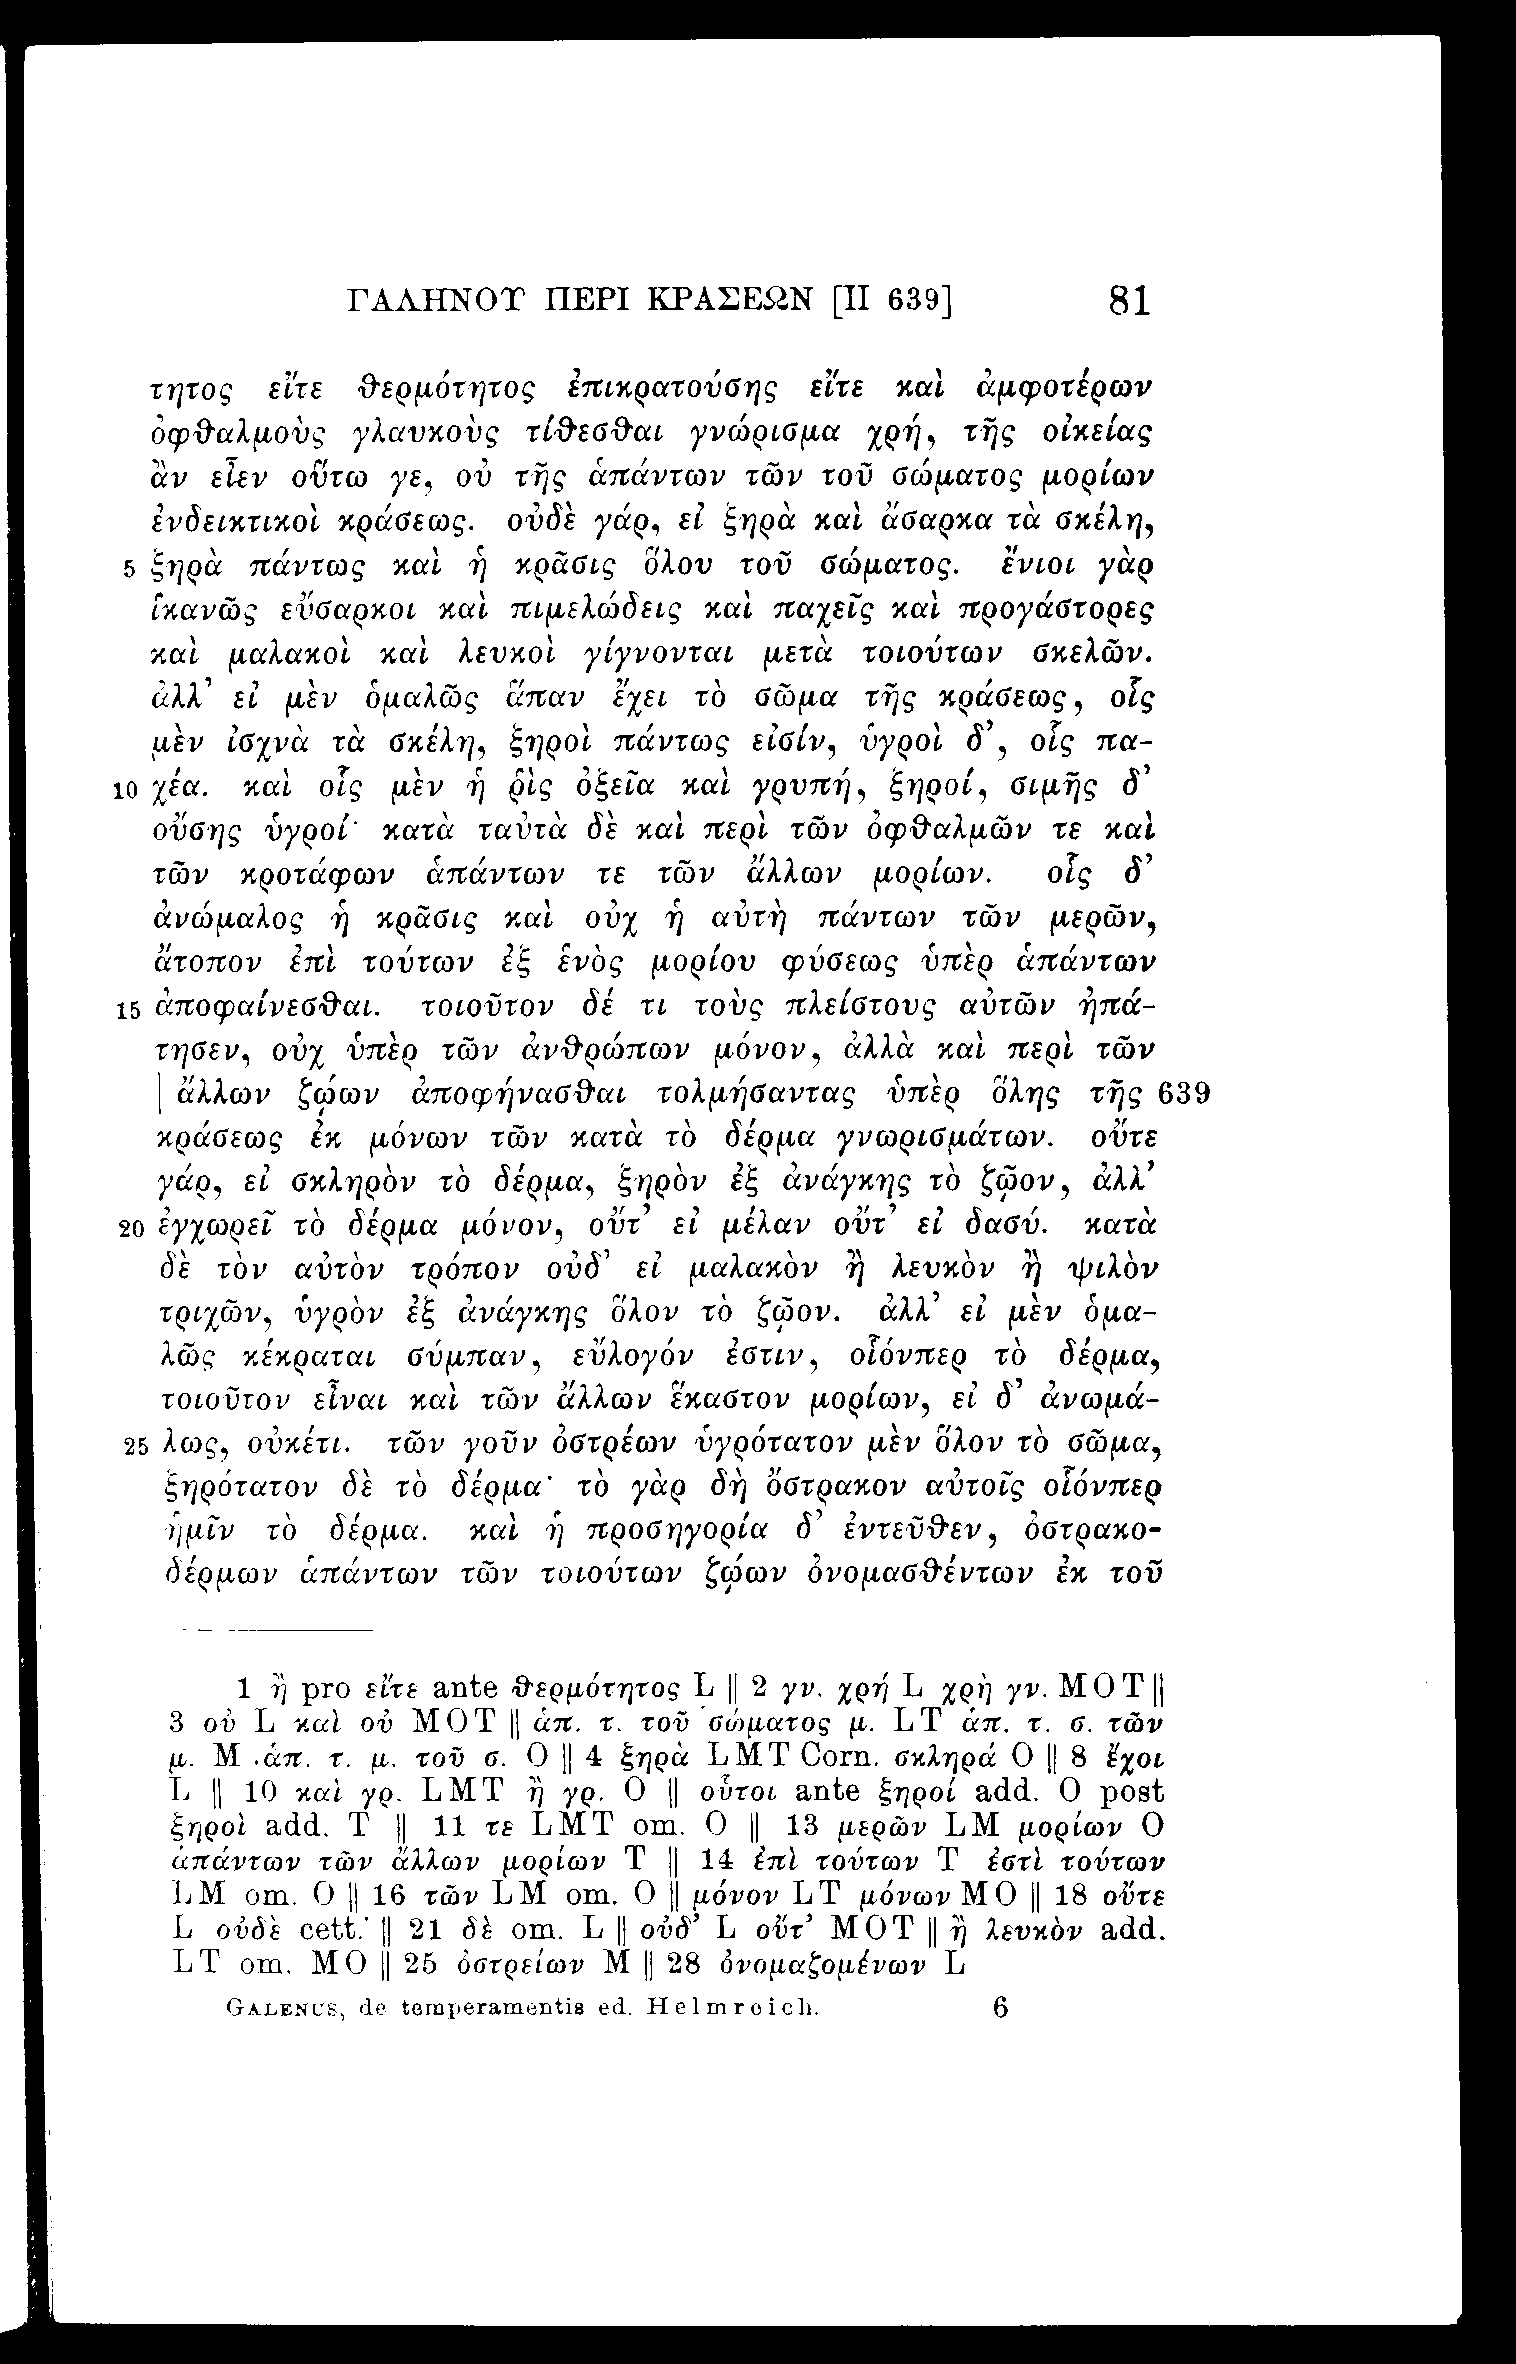 ΓΑΛΗΝΟΥ ΠΕΡΙ ΚΡΑΣΕΩΝ [II 639] 81
τητος εἴτε θερμότητος ἐπικρατούσης εἴτε καὶ ἀμφοτέρων
ὀφθαλμοὺς γλαυκοὺς τίθεσθαι γνώρισμα χρή, τῆς οἰκείας
ἂν εἶεν οὕτω γε, οὐ τῆς ἁπάντων τῶν τοῦ σώματος μορίων
ἐνδεικτικοὶ κράσεως. οὐδὲ γάρ, εἰ ξηρὰ καὶ ἄσαρκα τὰ σκέλη,
5 ξηρὰ πάντως καὶ ἡ κρᾶσις ὅλου τοῦ σώματος. ἔνιοι γὰρ
ἱκανῶς εὔσαρκοι καὶ πιμελώδεις καὶ παχεῖς καὶ προγάστορες
καὶ μαλακοὶ καὶ λευκοὶ γίγνονται μετὰ τοιούτων σκελῶν.
ἀλλ’ εἰ μὲν ὁμαλῶς ἅπαν ἔχει τὸ σῶμα τῆς κράσεως, οἷς
μὲν ἰσχνὰ τὰ σκέλη, ξηροὶ πάντως εἰσίν, ὑγροὶ δ’, οἷς πα-
10 χέα. καὶ οἷς μὲν ἡ ῥὶς ὀξεῖα καὶ γρυπή, ξηροί, σιμῆς δ’
οὔσης ὑγροί· κατὰ ταὐτὰ δὲ καὶ περὶ τῶν ὀφθαλμῶν τε καὶ
τῶν κροτάφων ἁπάντων τε τῶν ἄλλων μορίων. οἷς δ’
ἀνώμαλος ἡ κρᾶσις καὶ οὐχ ἡ αὐτὴ πάντων τῶν μερῶν,
ἄτοπον ἐπὶ τούτων ἐξ ἑνὸς μορίου φύσεως ὑπὲρ ἁπάντων
15 ἀποφαίνεσθαι. τοιοῦτον δέ τι τοὺς πλείστους αὐτῶν ἠπά-
τησεν, οὐχ ὑπὲρ τῶν ἀνθρώπων μόνον, ἀλλὰ καὶ περὶ τῶν
| ἄλλων ζῴων ἀποφήνασθαι τολμήσαντας ὑπὲρ ὅλης τῆς 639
κράσεως ἐκ μόνων τῶν κατὰ τὸ δέρμα γνωρισμάτων. οὔτε
γάρ, εἰ σκληρὸν τὸ δέρμα, ξηρὸν ἐξ ἀνάγκης τὸ ζῷον, ἀλλ’
20 ἐγχωρεῖ τὸ δέρμα μόνον, οὔτ’ εἰ μέλαν οὔτ’ εἰ δασύ. κατὰ
δὲ τὸν αὐτὸν τρόπον οὐδ’ εἰ μαλακὸν ἢ λευκὸν ἢ ψιλὸν
τριχῶν, ὑγρὸν ἐξ ἀνάγκης ὅλον τὸ ζῷον. ἀλλ’ εἰ μὲν ὁμα-
λῶς κέκραται σύμπαν, εὔλογόν ἐστιν, οἷόνπερ τὸ δέρμα,
τοιοῦτον εἶναι καὶ τῶν ἄλλων ἕκαστον μορίων, εἰ δ’ ἀνωμά-
25 λως, οὐκέτι. τῶν γοῦν ὀστρέων ὑγρότατον μὲν ὅλον τὸ σῶμα,
ξηρότατον δὲ τὸ δέρμα· τὸ γὰρ δὴ ὄστρακον αὐτοῖς οἷόνπερ
ἡμῖν τὸ δέρμα. καὶ ἡ προσηγορία δ’ ἐντεῦθεν, ὀστρακο-
δέρμων ἁπάντων τῶν τοιούτων ζῴων ὀνομασθέντων ἐκ τοῦ
1 ἢ pro εἴτε ante θερμότητος L || 2 γν. χρή L χρὴ γν. MOT ||
3 οὐ L καὶ οὐ MOT || ἁπ. τ. τοῦ σώματος μ. LT ἁπ. τ. σ. τῶν
μ. M ἁπ. τ. μ. τοῦ σ. O || 4 ξηρὰ LMT Corn. σκληρά O || 8 ἔχοι
L || 10 καὶ γρ. LMT ἢ γρ. O || οὗτοι ante ξηροί add. O post
ξηροὶ add. T || 11 τε LMT om. O || 13 μερῶν LM μορίων O
ἁπάντων τῶν ἄλλων μορίων T || 14 ἐπὶ τούτων T ἐστὶ τούτων
LM om. O || 16 τῶν LM om. O || μόνον LT μόνων MO || 18 οὔτε
L οὐδὲ cett. || 21 δὲ om. L || οὐδ’ L οὔτ’ MOT || ἢ λευκὸν add.
LT om. MO || 25 ὀστρείων M || 28 ὀνομαζομένων L
GALENUS, de temperamentis ed. Helmreich. 6